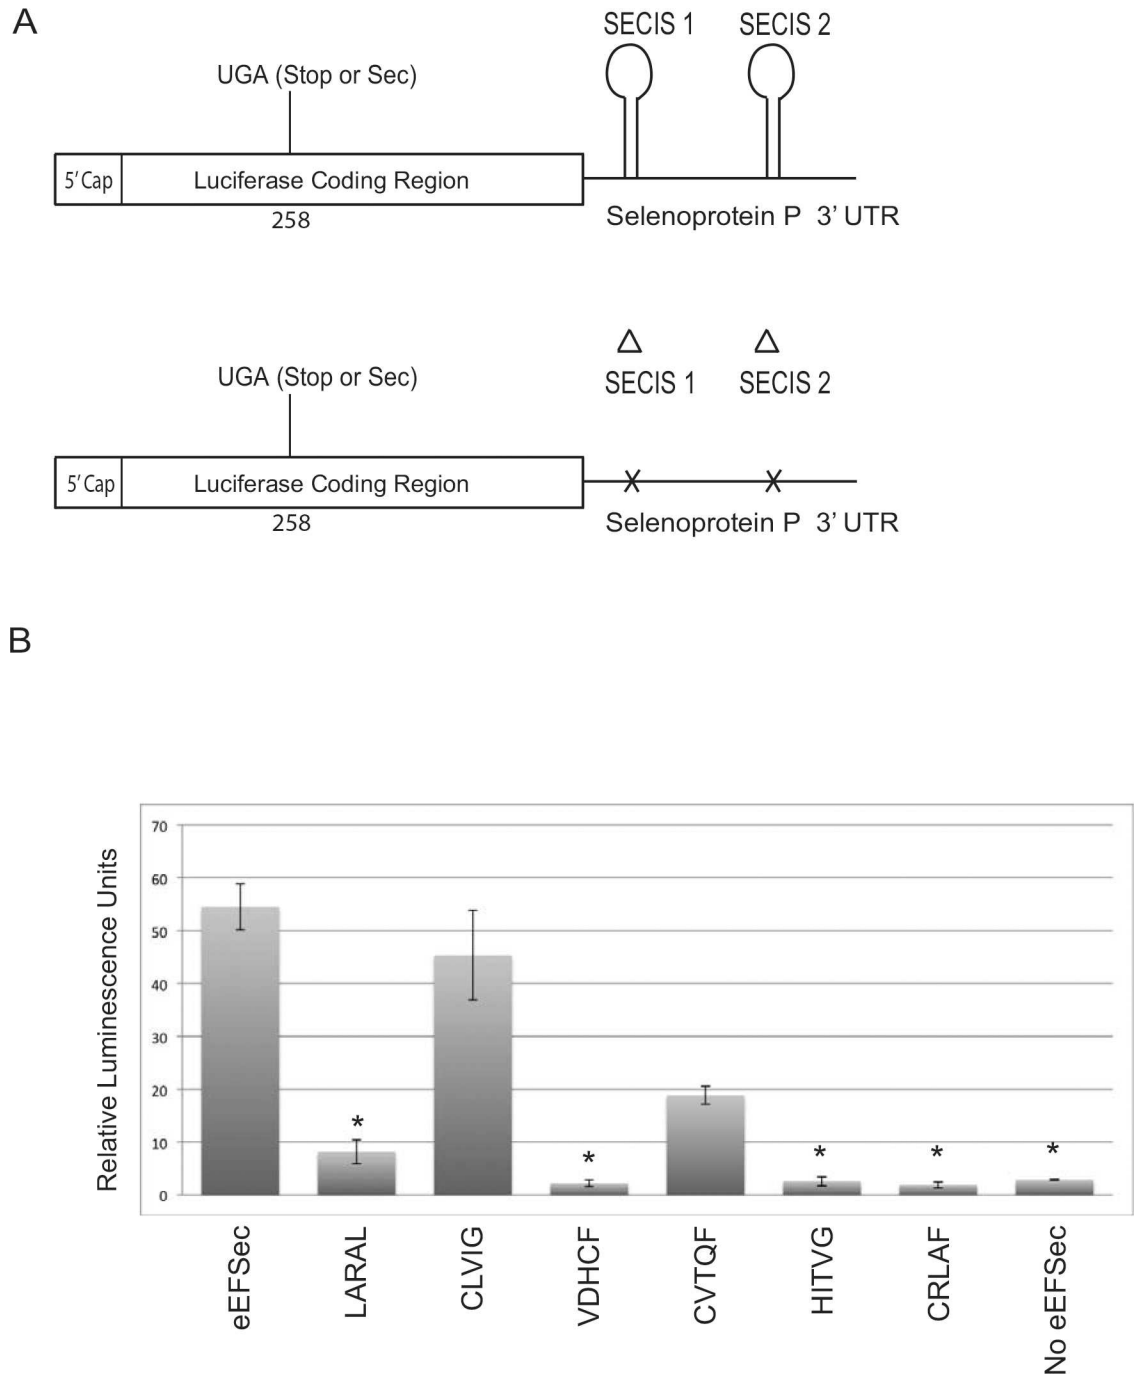 A
SECIS 1 SECIS 2
UGA (Stop or Sec)
5' Cap Luciferase Coding Region
258
Selenoprotein P 3' UTR
△ △
SECIS 1 SECIS 2
UGA (Stop or Sec)
5' Cap Luciferase Coding Region
258
Selenoprotein P 3' UTR
B
Relative Luminescence Units
70
60
50
40
30
20
10
0
* * * * *
eEFSec LARAL CLVIG VDHCF CVTQF HITVG CRLAF No eEFSec